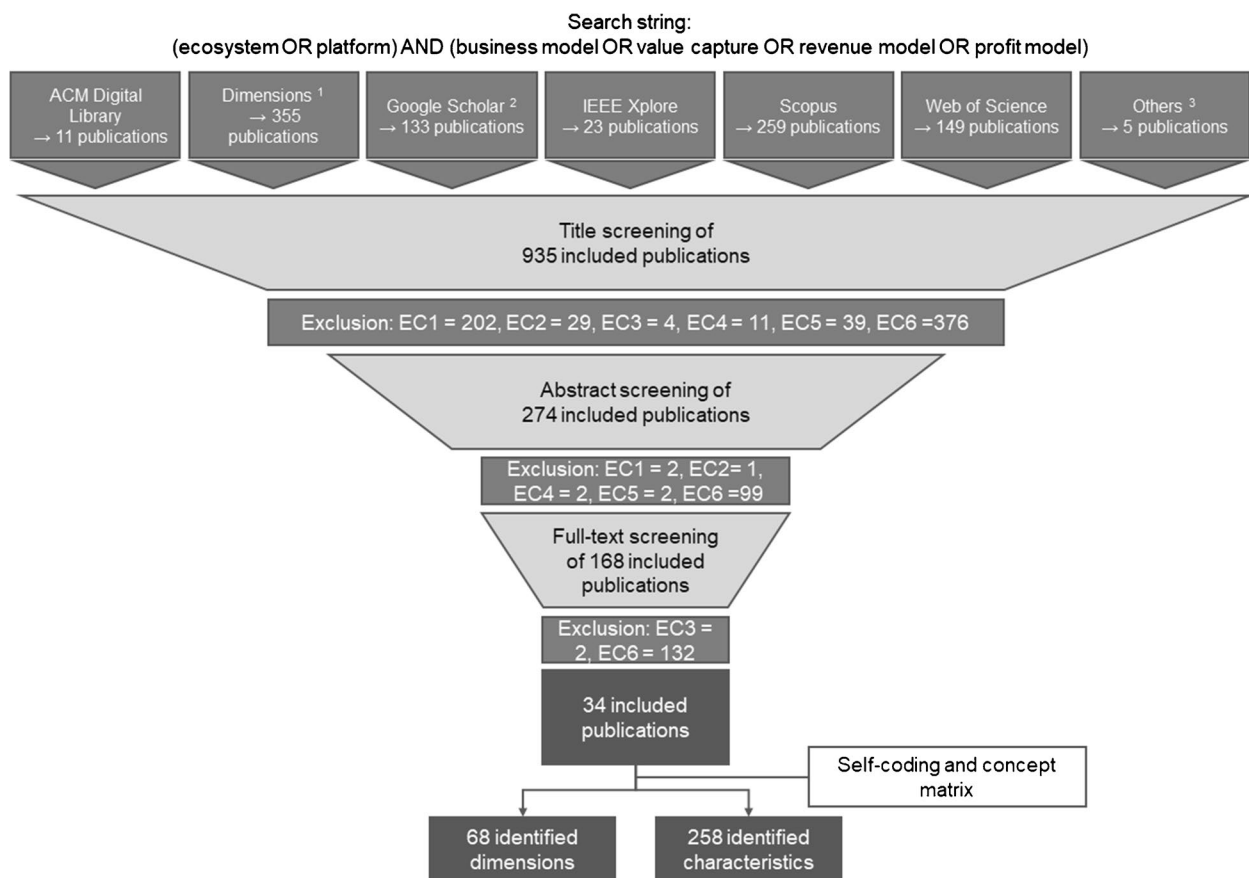 Search string:
(ecosystem OR platform) AND (business model OR value capture OR revenue model OR profit model)
ACM Digital
Library
→ 11 publications
Dimensions 1
→ 355
publications
Google Scholar 2
→ 133 publications
IEEE Xplore
→ 23 publications
Scopus
→ 259 publications
Web of Science
→ 149 publications
Others 3
→ 5 publications
Title screening of
935 included publications
Exclusion: EC1 = 202, EC2 = 29, EC3 = 4, EC4 = 11, EC5 = 39, EC6 =376
Abstract screening of
274 included publications
Exclusion: EC1 = 2, EC2= 1,
EC4 = 2, EC5 = 2, EC6 =99
Full-text screening
of 168 included
publications
Exclusion: EC3 =
2, EC6 = 132
34 included
publications
Self-coding and concept
matrix
68 identified
dimensions
258 identified
characteristics